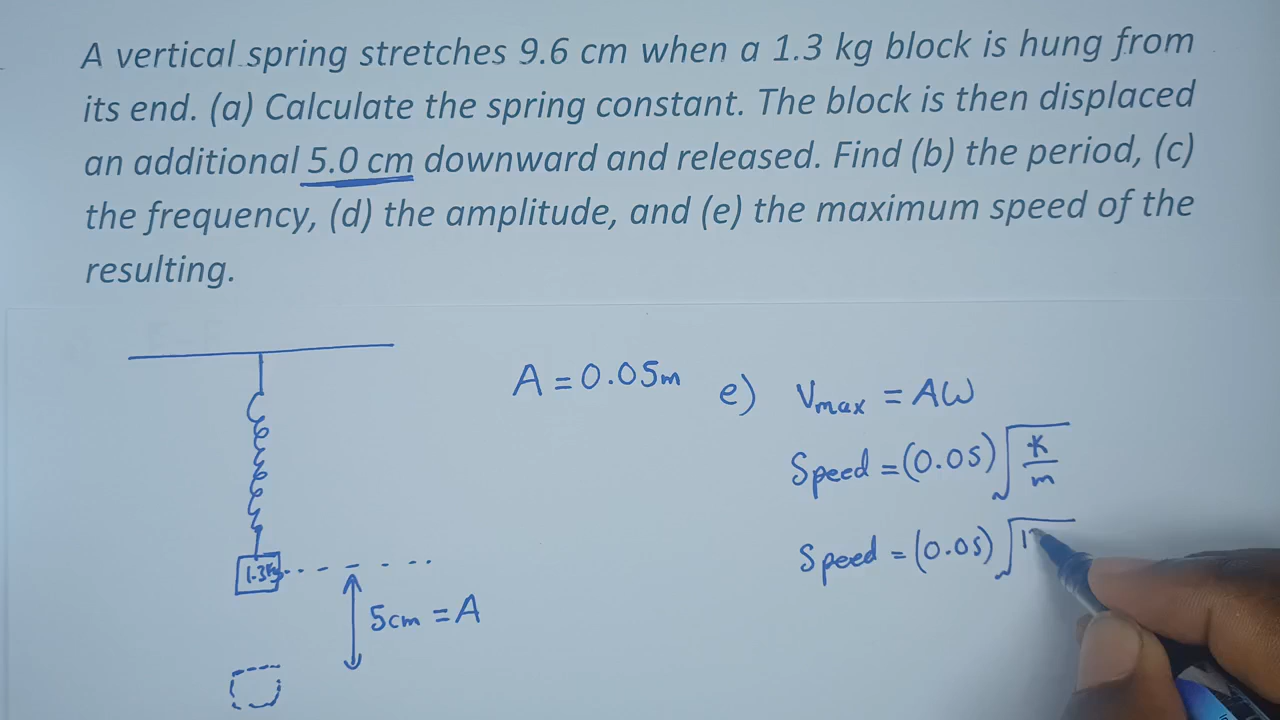 A vertical spring stretches 9.6 cm when a 1.3 kg block is hung from
its end. (a) Calculate the spring constant. The block is then displaced
an additional 5.0 cm downward and released. Find (b) the period, (c)
the frequency, (d) the amplitude, and (e) the maximum speed of the
resulting.
A = 0.05m
e) Vmax = Aω
Speed = (0.05) √K/m
Speed = (0.05) √1
1.3kg
5cm = A